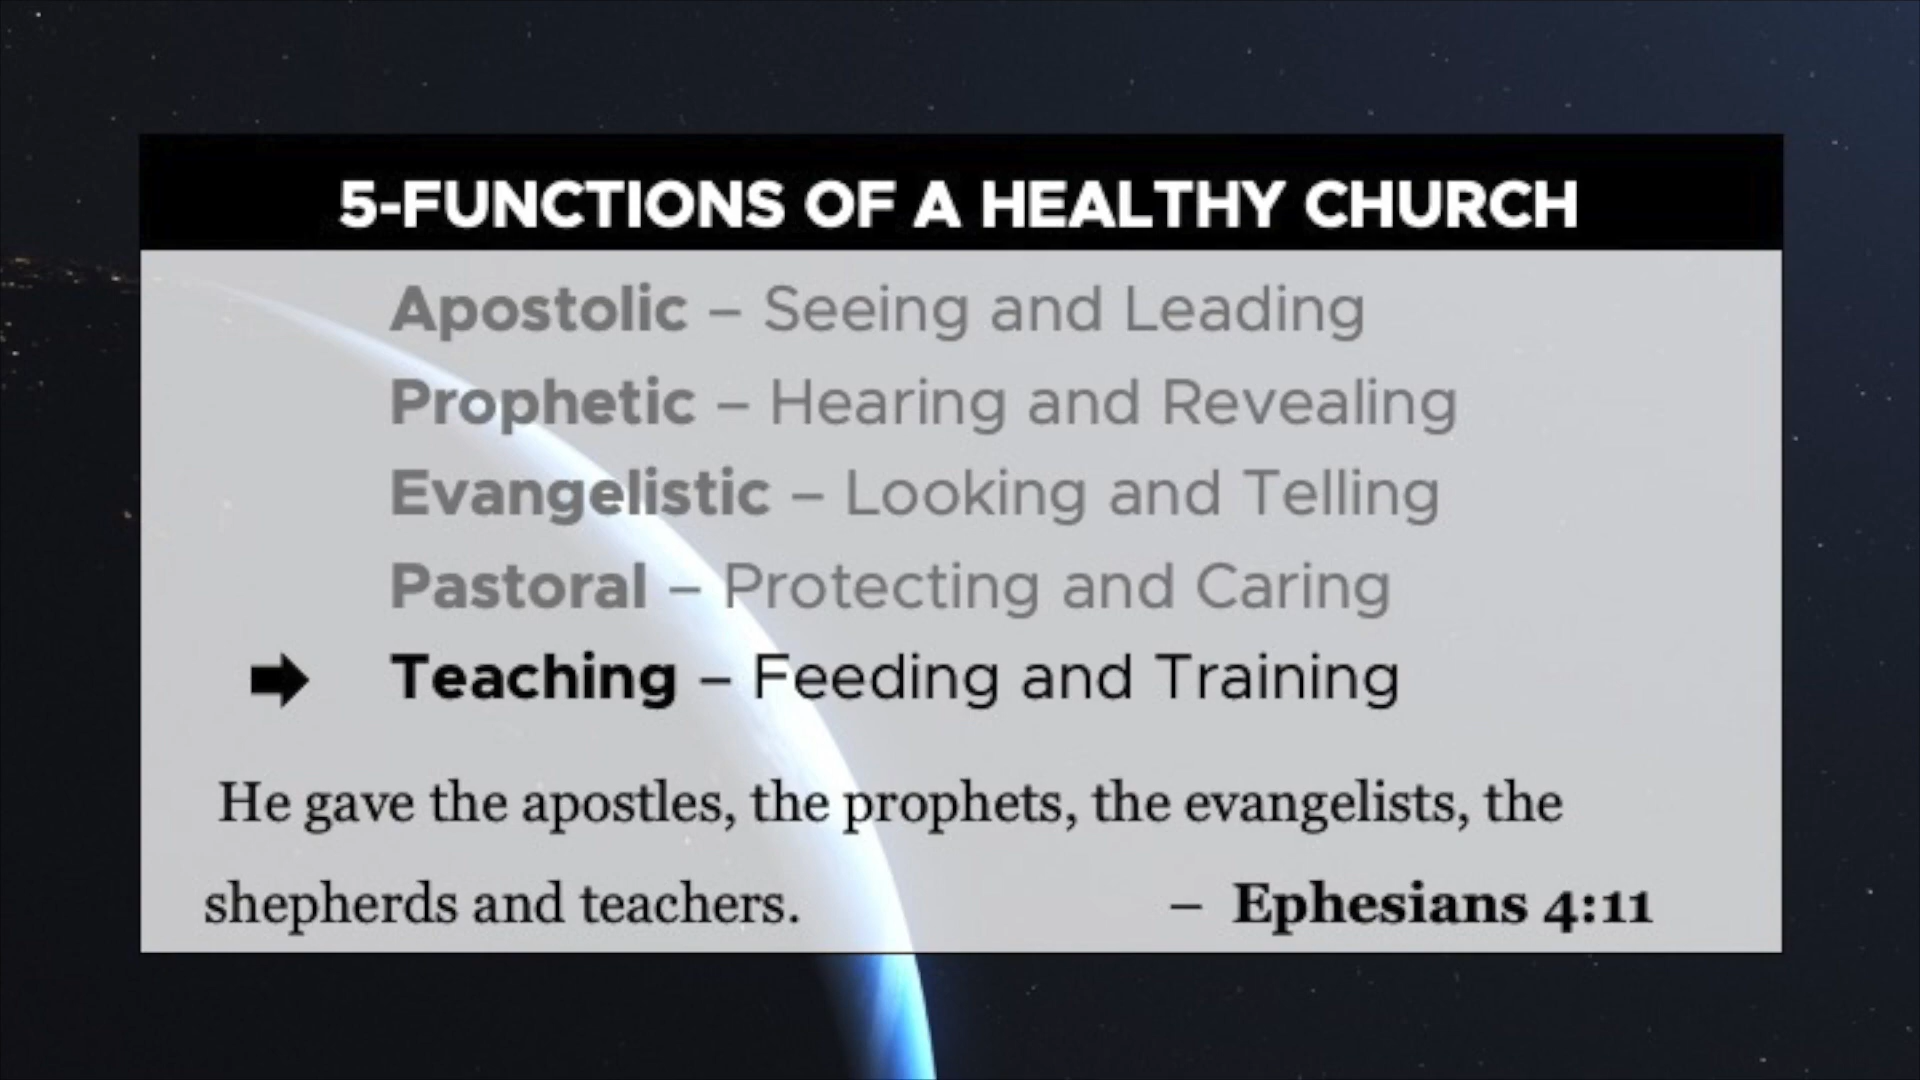 5-FUNCTIONS OF A HEALTHY CHURCH
Apostolic – Seeing and Leading
Prophetic – Hearing and Revealing
Evangelistic – Looking and Telling
Pastoral – Protecting and Caring
Teaching – Feeding and Training
He gave the apostles, the prophets, the evangelists, the
shepherds and teachers. – Ephesians 4:11